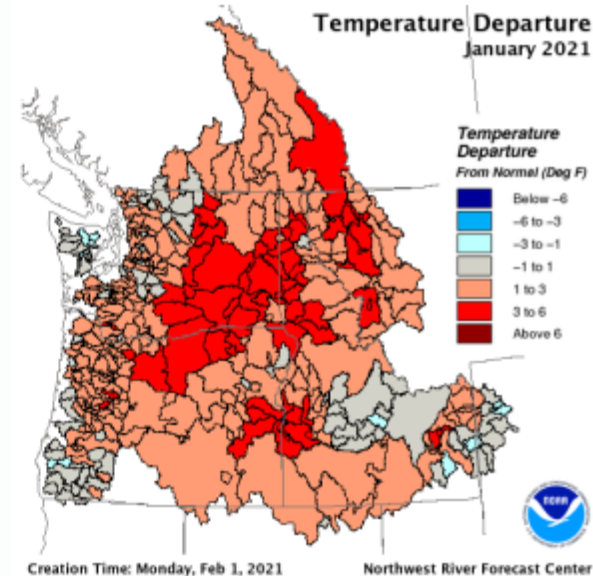 Temperature Departure
January 2021
Temperature
Departure
From Normal (Deg F)
Below -6
-6 to -3
-3 to -1
-1 to 1
1 to 3
3 to 6
Above 6
NOAA
Creation Time: Monday, Feb 1, 2021
Northwest River Forecast Center